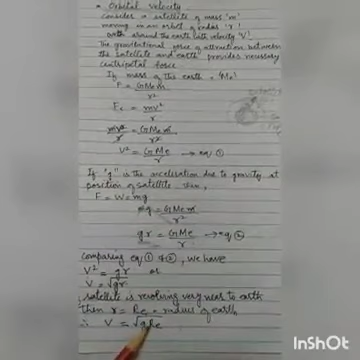 * Orbital velocity
consider a satellite of mass 'm'
moving in an orbit of radius 'r'
around the earth with velocity 'V'.
The gravitational force of attraction between
the satellite and earth provides necessary
centripetal force
If mass of the earth = 'Me'
F = GMem/r²
Fc = mv²/r
mv²/r = GMem/r²
V² = GMe/r → eq ①
If "g" is the acceleration due to gravity at
position of satellite then,
F = W = mg
mg = GMem/r²
gr = GMe/r → eq ②
comparing eq ① & ②, we have
V² = gr or
V = √gr
satellite is revolving very near to earth
then r = Re = radius of earth
∴ V = √gRe
InShot